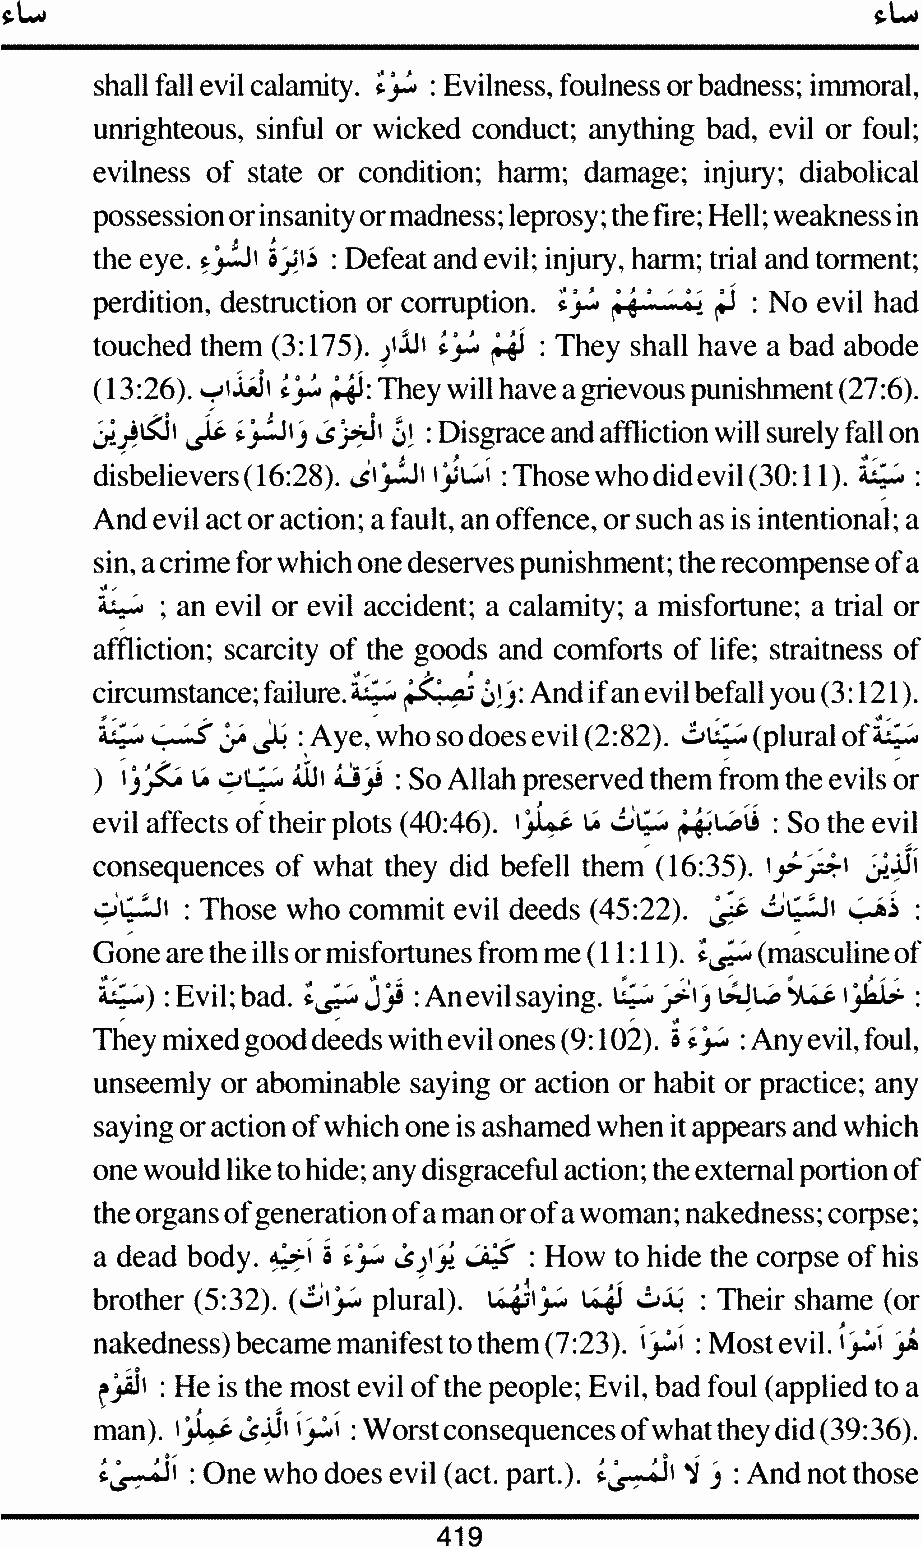 ساء ساء
shall fall evil calamity. سُوْءٌ : Evilness, foulness or badness; immoral,
unrighteous, sinful or wicked conduct; anything bad, evil or foul;
evilness of state or condition; harm; damage; injury; diabolical
possession or insanity or madness; leprosy; the fire; Hell; weakness in
the eye. دَائِرَةُ السُّوْءِ : Defeat and evil; injury, harm; trial and torment;
perdition, destruction or corruption. لَمْ يَمْسَسْهُمْ سُوْءٌ : No evil had
touched them (3:175). لَهُمْ سُوْءُ الدَّارِ : They shall have a bad abode
(13:26). لَهُمْ سُوْءُ الْعَذَابِ: They will have a grievous punishment (27:6).
اِنَّ الْخِزْىَ وَالسُّوْءَ عَلَى الْكَافِرِيْنَ : Disgrace and affliction will surely fall on
disbelievers (16:28). اَسَائُوْا السُّوْاٰى : Those who did evil (30:11). سَيِّئَةٌ :
And evil act or action; a fault, an offence, or such as is intentional; a
sin, a crime for which one deserves punishment; the recompense of a
سَيِّئَةٌ ; an evil or evil accident; a calamity; a misfortune; a trial or
affliction; scarcity of the goods and comforts of life; straitness of
circumstance; failure. وَاِنْ تُصِبْكُمْ سَيِّئَةٌ: And if an evil befall you (3:121).
بَلٰى مَنْ كَسَبَ سَيِّئَةً : Aye, who so does evil (2:82). سَيِّئَاتٌ (plural of سَيِّئَةٌ
) فَوَقٰـهُ اللّٰهُ سَيِّـاٰتِ مَا مَكَرُوْا : So Allah preserved them from the evils or
evil affects of their plots (40:46). فَاَصَابَهُمْ سَيِّاٰتُ مَا عَمِلُوْا : So the evil
consequences of what they did befell them (16:35). اَلَّذِيْنَ اجْتَرَحُوا
السَّيِّاٰتِ : Those who commit evil deeds (45:22). ذَهَبَ السَّيِّاٰتُ عَنِّىْ :
Gone are the ills or misfortunes from me (11:11). سَيِّىءٌ (masculine of
سَيِّئَةٌ) : Evil; bad. قَوْلٌ سَيِّىءٌ : An evil saying. خَلَطُوْا عَمَلاً صَالِحًا وَاٰخَرَ سَيِّئًا :
They mixed good deeds with evil ones (9:102). سَوْءَ ةٌ : Any evil, foul,
unseemly or abominable saying or action or habit or practice; any
saying or action of which one is ashamed when it appears and which
one would like to hide; any disgraceful action; the external portion of
the organs of generation of a man or of a woman; nakedness; corpse;
a dead body. كَيْفَ يُوَارِىْ سَوْءَ ةَ اَخِيْهِ : How to hide the corpse of his
brother (5:32). (سَوْاٰتٌ plural). بَدَتْ لَهُمَا سَوْاٰتُهُمَا : Their shame (or
nakedness) became manifest to them (7:23). اَسْوَاَ : Most evil. هُوَ اَسْوَاُ
الْقَوْمِ : He is the most evil of the people; Evil, bad foul (applied to a
man). اَسْوَاَ الَّذِىْ عَمِلُوْا : Worst consequences of what they did (39:36).
اَلْمُسِىْءُ : One who does evil (act. part.). وَ لَا الْمُسِىْءُ : And not those
419